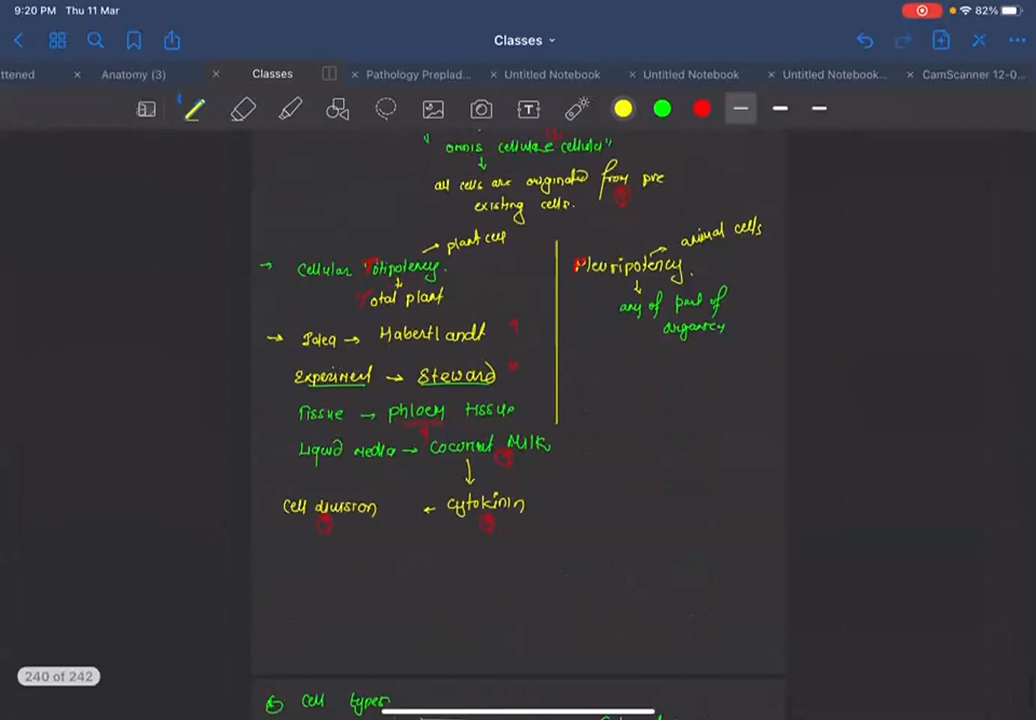 9:20 PM Thu 11 Mar
82%
Classes
ttened
Anatomy (3)
Classes
Pathology Preplad...
Untitled Notebook
Untitled Notebook
Untitled Notebook...
CamScanner 12-0...
"omnis cellula e cellula"
all cells are originated from pre
existing cells.
→ plant cell
→ Cellular Totipotency.
Total plant
→ Idea → Haberlandt
Experiment → Steward
Tissue → phloem tissue
Liquid media → Coconut Milk
Cell division ← cytokinin
→ animal cells
Pleuripotency.
any of part of
240 of 242
Cell types